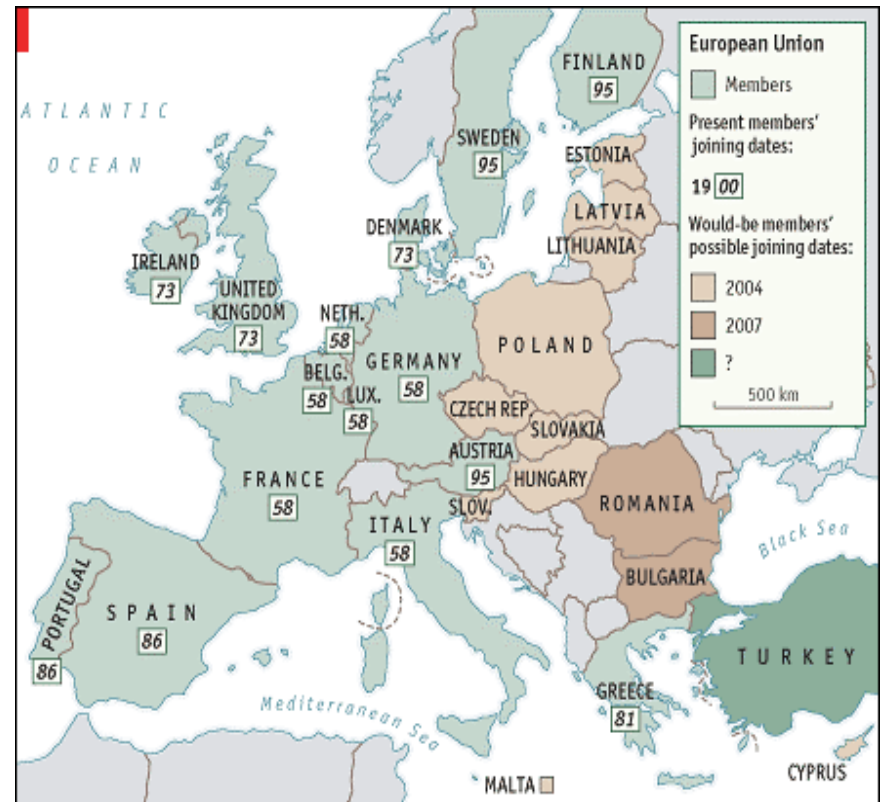 European Union
Members
Present members'
joining dates:
19 00
Would-be members'
possible joining dates:
2004
2007
?
500 km
ATLANTIC
OCEAN
FINLAND
95
SWEDEN
95
ESTONIA
LATVIA
LITHUANIA
DENMARK
73
IRELAND
73
UNITED
KINGDOM
73
NETH.
58
BELG.
58
LUX.
58
GERMANY
58
POLAND
CZECH REP.
SLOVAKIA
AUSTRIA
95
HUNGARY
SLOV.
FRANCE
58
ITALY
58
ROMANIA
BULGARIA
Black Sea
PORTUGAL
86
SPAIN
86
Mediterranean Sea
GREECE
81
TURKEY
CYPRUS
MALTA